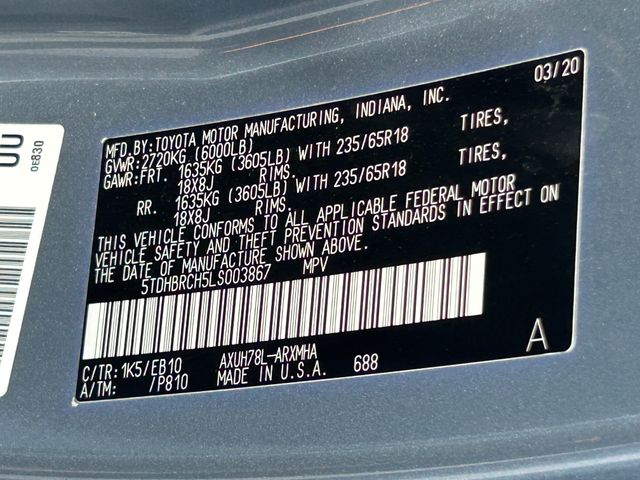 03/20
MFD.BY:TOYOTA MOTOR MANUFACTURING, INDIANA, INC.
GVWR:2720KG (6000LB)
GAWR:FRT. 1635KG (3605LB) WITH 235/65R18 TIRES,
18X8J RIMS.
RR. 1635KG (3605LB) WITH 235/65R18 TIRES,
18X8J RIMS.
THIS VEHICLE CONFORMS TO ALL APPLICABLE FEDERAL MOTOR
VEHICLE SAFETY AND THEFT PREVENTION STANDARDS IN EFFECT ON
THE DATE OF MANUFACTURE SHOWN ABOVE.
5TDHBRCH5LS003867 MPV
C/TR:1K5/EB10 AXUH78L-ARXMHA
A/TM: /P810 MADE IN U.S.A. 688
A
00
0E830